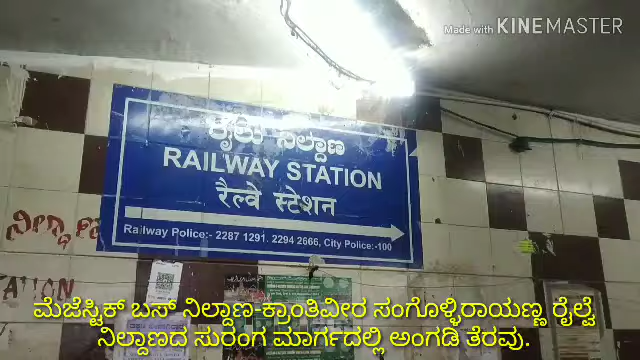 Made with KINEMASTER
ರೈಲು ನಿಲ್ದಾಣ
RAILWAY STATION
रैल्वे स्टेशन
Railway Police:- 2287 1291. 2294 2666, City Police:-100
ಮೆಜೆಸ್ಟಿಕ್ ಬಸ್ ನಿಲ್ದಾಣ-ಕ್ರಾಂತಿವೀರ ಸಂಗೊಳ್ಳಿರಾಯಣ್ಣ ರೈಲ್ವೆ
ನಿಲ್ದಾಣದ ಸುರಂಗ ಮಾರ್ಗದಲ್ಲಿ ಅಂಗಡಿ ತೆರವು.